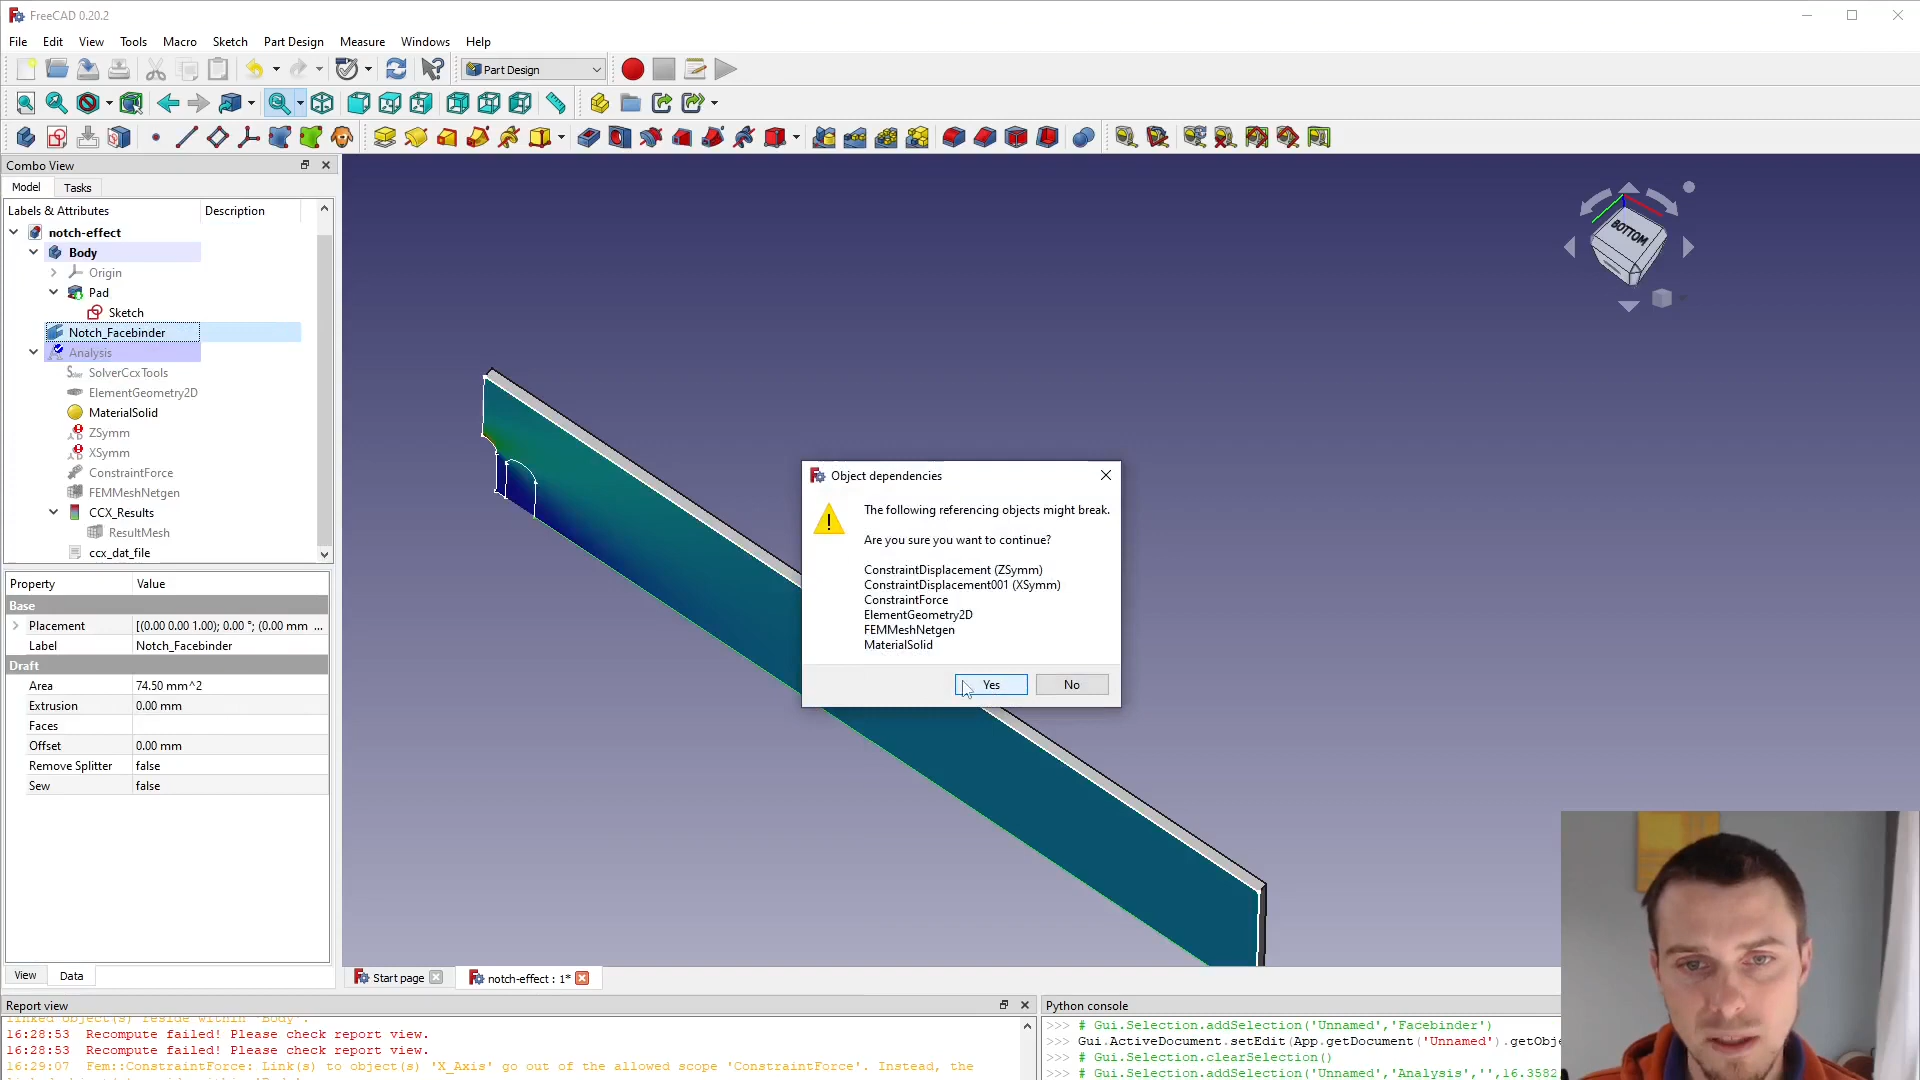 FreeCAD 0.20.2
File Edit View Tools Macro Sketch Part Design Measure Windows Help
Part Design
Combo View
Model Tasks
Labels & Attributes Description
notch-effect
Body
Origin
Pad
Sketch
Notch_Facebinder
Analysis
SolverCcxTools
ElementGeometry2D
MaterialSolid
ZSymm
XSymm
ConstraintForce
FEMMeshNetgen
CCX_Results
ResultMesh
ccx_dat_file
Property Value
Base
Placement [(0.00 0.00 1.00); 0.00 °; (0.00 mm ...
Label Notch_Facebinder
Draft
Area 74.50 mm^2
Extrusion 0.00 mm
Faces
Offset 0.00 mm
Remove Splitter false
Sew false
View Data
BOTTOM
Object dependencies
The following referencing objects might break.
Are you sure you want to continue?
ConstraintDisplacement (ZSymm)
ConstraintDisplacement001 (XSymm)
ConstraintForce
ElementGeometry2D
FEMMeshNetgen
MaterialSolid
Yes No
Start page notch-effect : 1*
Report view
linked object(s) reside within 'Body'.
16:28:53 Recompute failed! Please check report view.
16:28:53 Recompute failed! Please check report view.
16:29:07 Fem::ConstraintForce: Link(s) to object(s) 'X_Axis' go out of the allowed scope 'ConstraintForce'. Instead, the
Python console
>>> # Gui.Selection.addSelection('Unnamed','Facebinder')
>>> Gui.ActiveDocument.setEdit(App.getDocument('Unnamed').getObje
>>> # Gui.Selection.clearSelection()
>>> # Gui.Selection.addSelection('Unnamed','Analysis','',16.3582